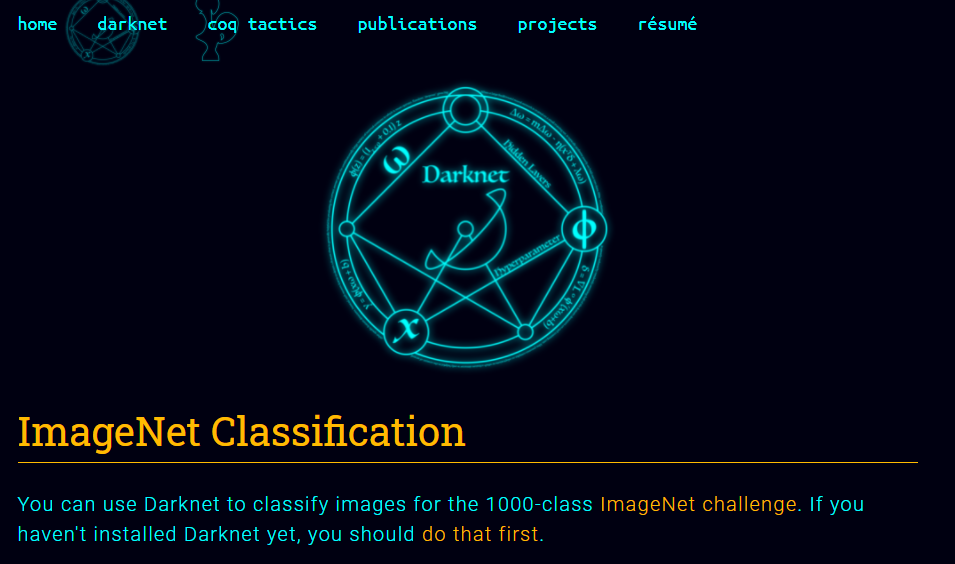 home darknet coq tactics publications projects résumé
Darknet
Hidden Layers
Hyperparameter
ω
ϕ
x
ImageNet Classification
You can use Darknet to classify images for the 1000-class ImageNet challenge. If you
haven't installed Darknet yet, you should do that first.